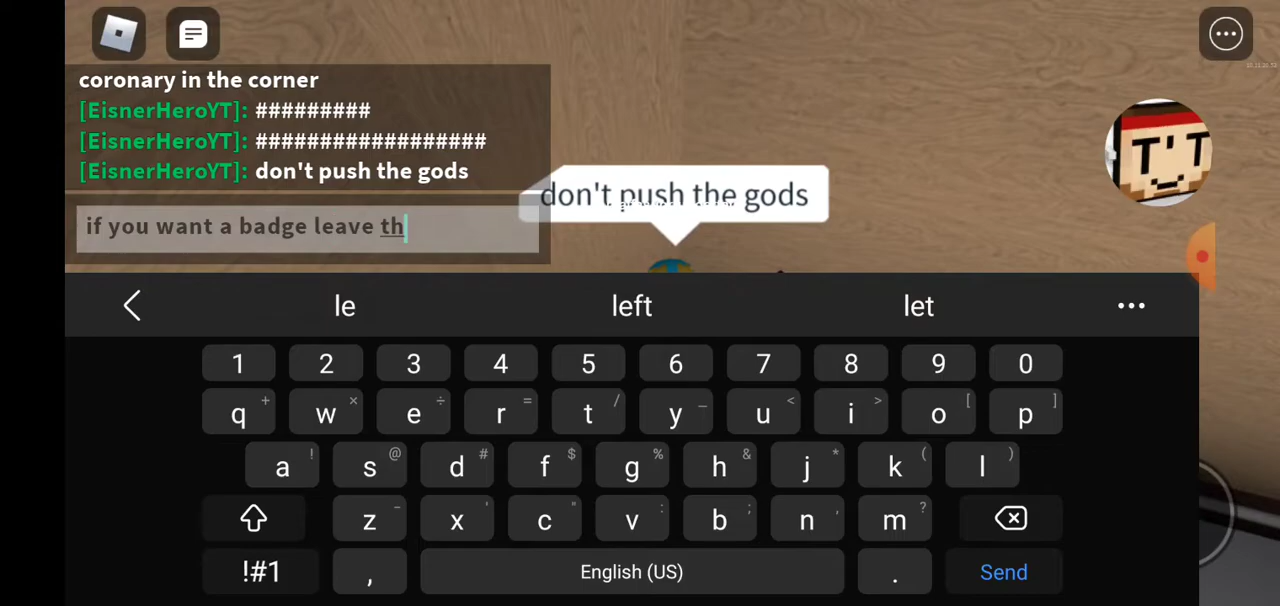 coronary in the corner
[EisnerHeroYT]: #########
[EisnerHeroYT]: #################
[EisnerHeroYT]: don't push the gods
don't push the gods
if you want a badge leave th
le left let
1 2 3 4 5 6 7 8 9 0
q + w × e ÷ r = t / y _ u < i > o [ p ]
a ! s @ d # f $ g % h & j * k ( l )
z - x ' c " v : b ; n , m ?
!#1 , English (US) . Send